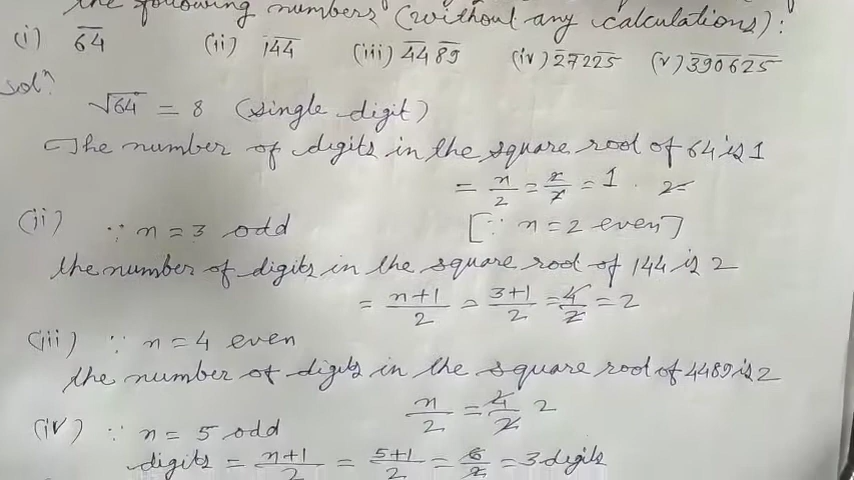 the following numbers (without any calculations):
(i) 64 (ii) 144 (iii) 4489 (iv) 27225 (v) 390625
Solⁿ
√64 = 8 (single digit)
The number of digits in the square root of 64 is 1
= n/2 = 2/2 = 1 . 2
(ii) ∵ n = 3 odd [∵ n = 2 even]
the number of digits in the square root of 144 is 2
= n+1/2 = 3+1/2 = 4/2 = 2
(iii) ∵ n = 4 even
the number of digits in the square root of 4489 is 2
n/2 = 4/2 2
(iv) ∵ n = 5 odd
digits = n+1/2 = 5+1/2 = 6/2 = 3 digits